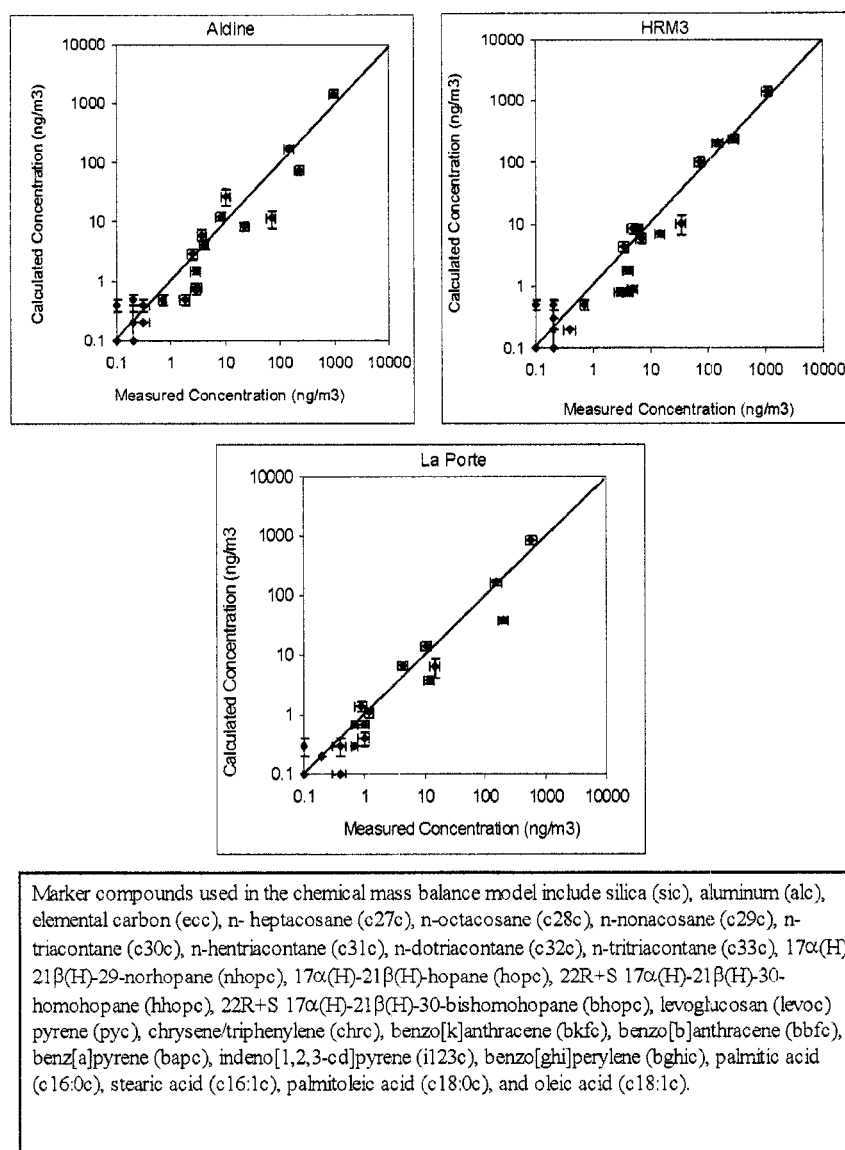 Aldine
10000
1000
100
10
1
0.1
Calculated Concentration (ng/m3)
0.1 1 10 100 1000 10000
Measured Concentration (ng/m3)
HRM3
10000
1000
100
10
1
0.1
Calculated Concentration (ng/m3)
0.1 1 10 100 1000 10000
Measured Concentration (ng/m3)
La Porte
10000
1000
100
10
1
0.1
Calculated Concentration (ng/m3
0.1 1 10 100 1000 10000
Measured Concentration (ng/m3)
Marker compounds used in the chemical mass balance model include silica (sic), aluminum (alc),
elemental carbon (ecc), n- heptacosane (c27c), n-octacosane (c28c), n-nonacosane (c29c), n-
triacontane (c30c), n-hentriacontane (c31c), n-dotriacontane (c32c), n-tritriacontane (c33c), 17α(H)
21β(H)-29-norhopane (nhopc), 17α(H)-21β(H)-hopane (hopc), 22R+S 17α(H)-21β(H)-30-
homohopane (hhopc), 22R+S 17α(H)-21β(H)-30-bishomohopane (bhopc), levoglucosan (levoc)
pyrene (pyc), chrysene/triphenylene (chrc), benzo[k]anthracene (bkfc), benzo[b]anthracene (bbfc),
benz[a]pyrene (bapc), indeno[1,2,3-cd]pyrene (i123c), benzo[ghi]perylene (bghic), palmitic acid
(c16:0c), stearic acid (c16:1c), palmitoleic acid (c18:0c), and oleic acid (c18:1c).